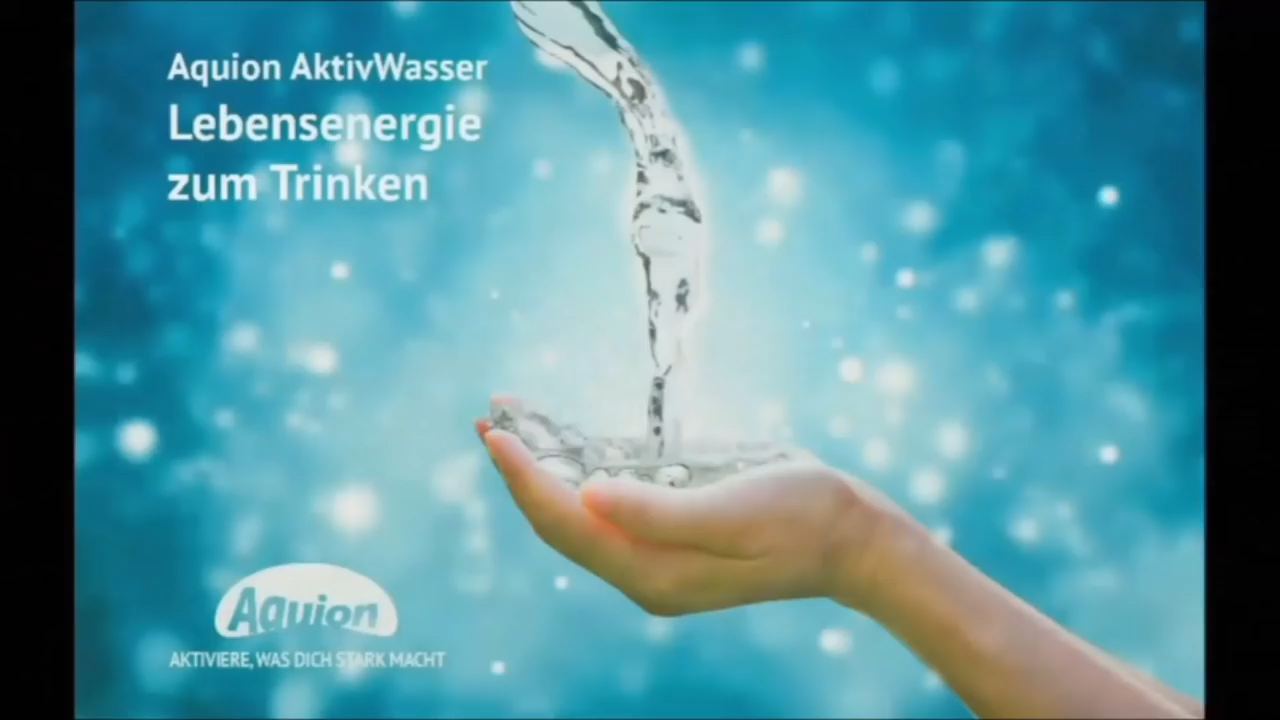 Aquion AktivWasser
Lebensenergie
zum Trinken
Aquion
AKTIVIERE, WAS DICH STARK MACHT